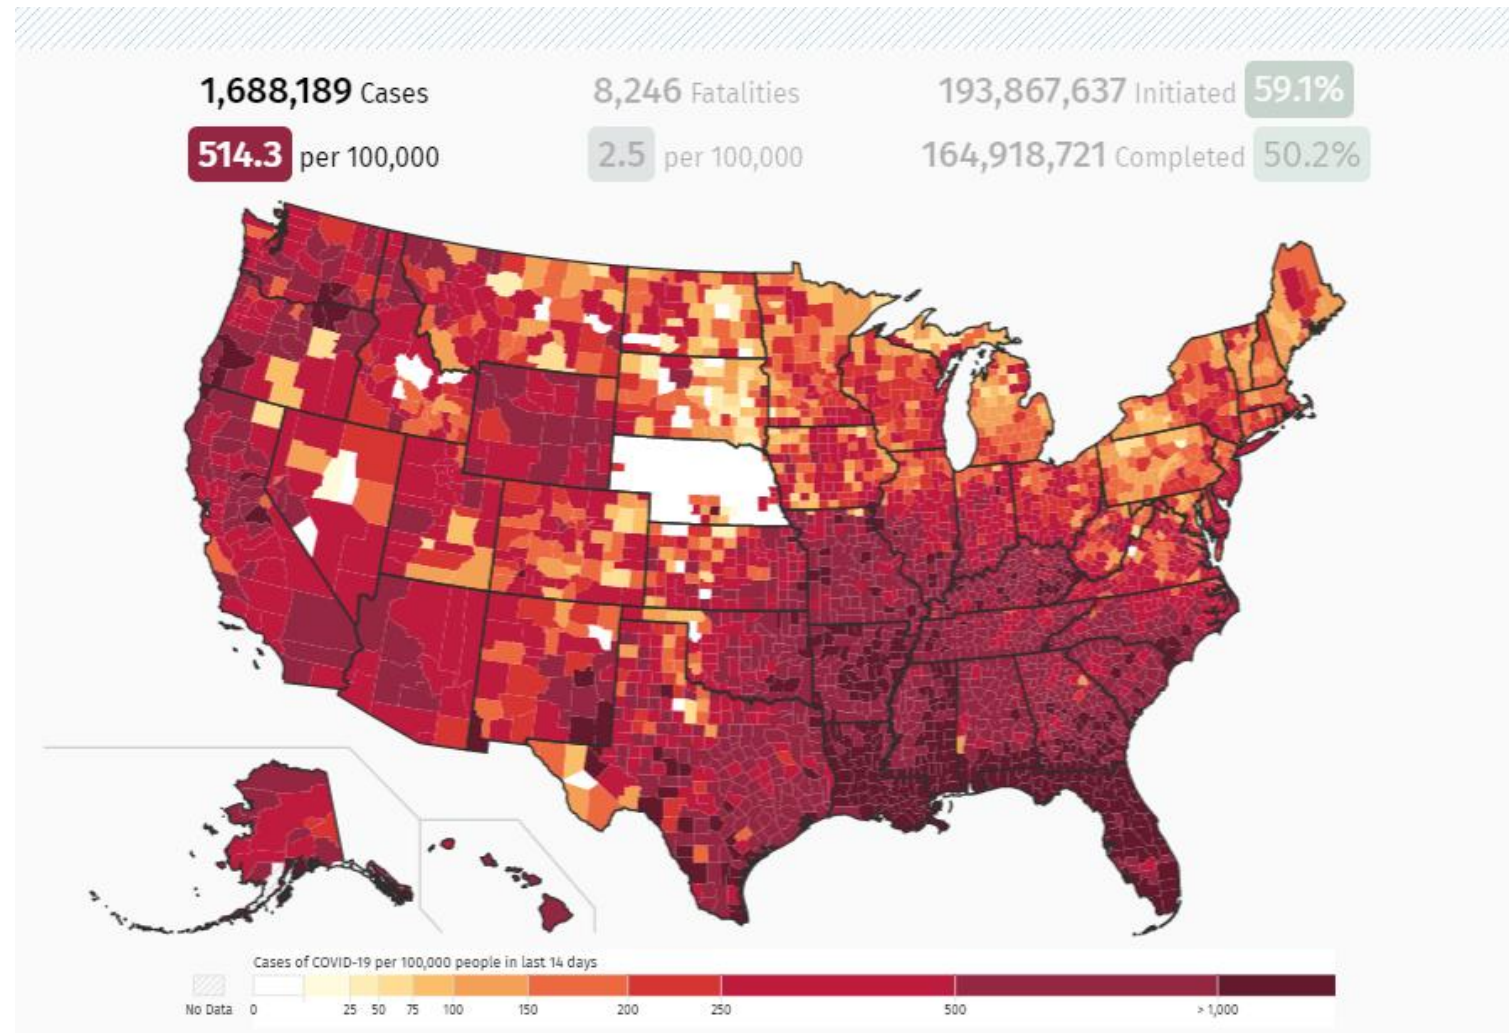 1,688,189 Cases
8,246 Fatalities
193,867,637 Initiated 59.1%
514.3 per 100,000
2.5 per 100,000
164,918,721 Completed 50.2%
Cases of COVID-19 per 100,000 people in last 14 days
No Data 0 25 50 75 100 150 200 250 500 > 1,000